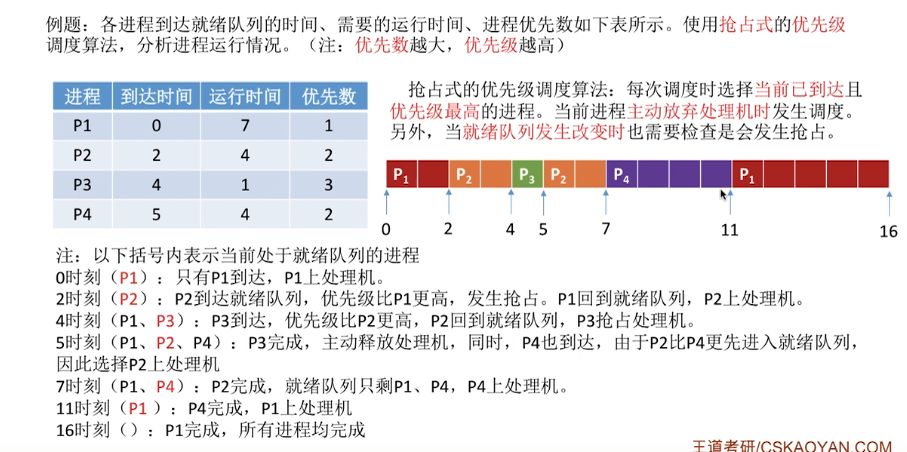 例题：各进程到达就绪队列的时间、需要的运行时间、进程优先数如下表所示。使用抢占式的优先级
调度算法，分析进程运行情况。（注：优先数越大，优先级越高）
进程 到达时间 运行时间 优先数
P1 0 7 1
P2 2 4 2
P3 4 1 3
P4 5 4 2
抢占式的优先级调度算法：每次调度时选择当前已到达且
优先级最高的进程。当前进程主动放弃处理机时发生调度。
另外，当就绪队列发生改变时也需要检查是会发生抢占。
P1 P2 P3 P2 P4 P1
0 2 4 5 7 11 16
注：以下括号内表示当前处于就绪队列的进程
0时刻（P1）：只有P1到达，P1上处理机。
2时刻（P2）：P2到达就绪队列，优先级比P1更高，发生抢占。P1回到就绪队列，P2上处理机。
4时刻（P1、P3）：P3到达，优先级比P2更高，P2回到就绪队列，P3抢占处理机。
5时刻（P1、P2、P4）：P3完成，主动释放处理机，同时，P4也到达，由于P2比P4更先进入就绪队列，
因此选择P2上处理机
7时刻（P1、P4）：P2完成，就绪队列只剩P1、P4，P4上处理机。
11时刻（P1 ）：P4完成，P1上处理机
16时刻（）：P1完成，所有进程均完成
王道考研/CSKAOYAN.COM